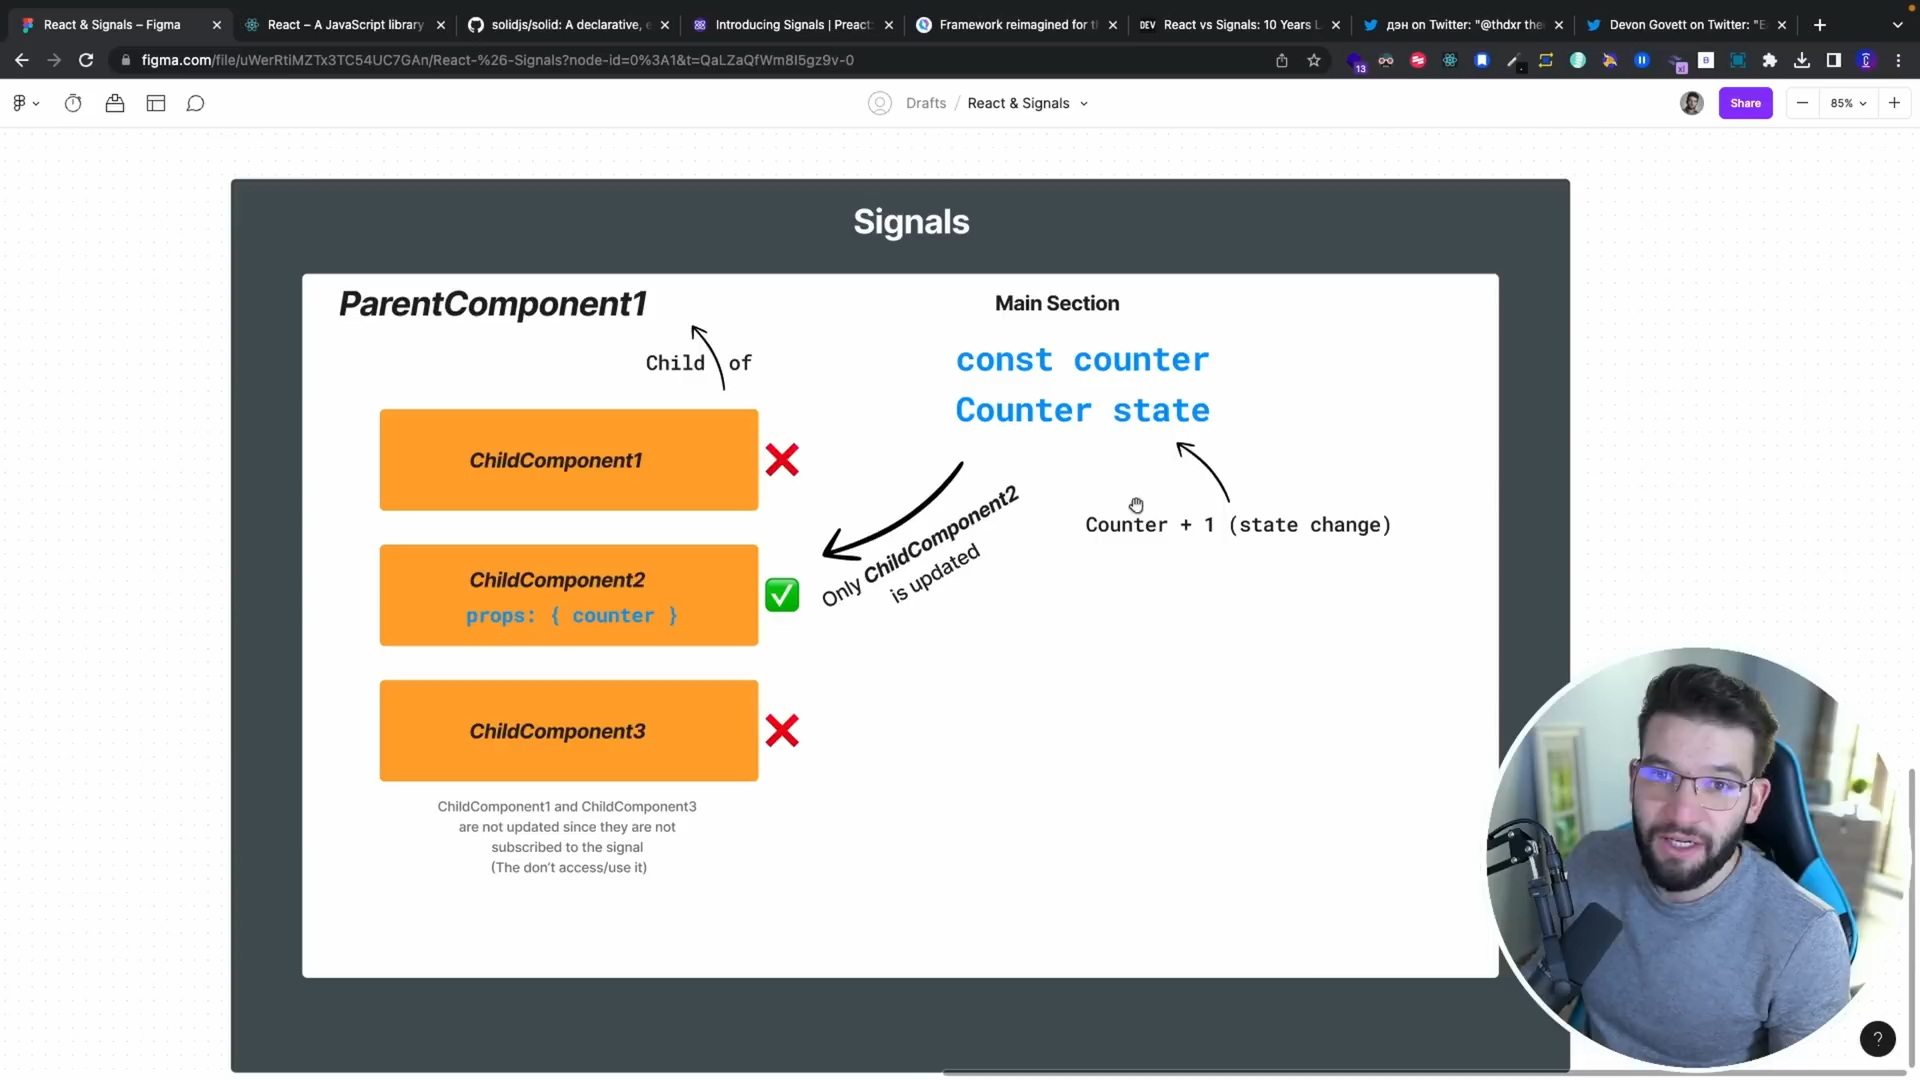 React & Signals – Figma
React – A JavaScript library
solidjs/solid: A declarative, e
Introducing Signals | Preact:
Framework reimagined for th
DEV
React vs Signals: 10 Years L
дэн on Twitter: "@thdxr the
Devon Govett on Twitter: "E
figma.com/file/uWerRtiMZTx3TC54UC7GAn/React-%26-Signals?node-id=0%3A1&t=QaLZaQfWm8I5gz9v-0
13
xl
B
Drafts / React & Signals
Share
85%
Signals
ParentComponent1
Main Section
Child of
const counter
Counter state
ChildComponent1
Counter + 1 (state change)
Only ChildComponent2
is updated
ChildComponent2
props: { counter }
ChildComponent3
ChildComponent1 and ChildComponent3
are not updated since they are not
subscribed to the signal
(The don't access/use it)
?